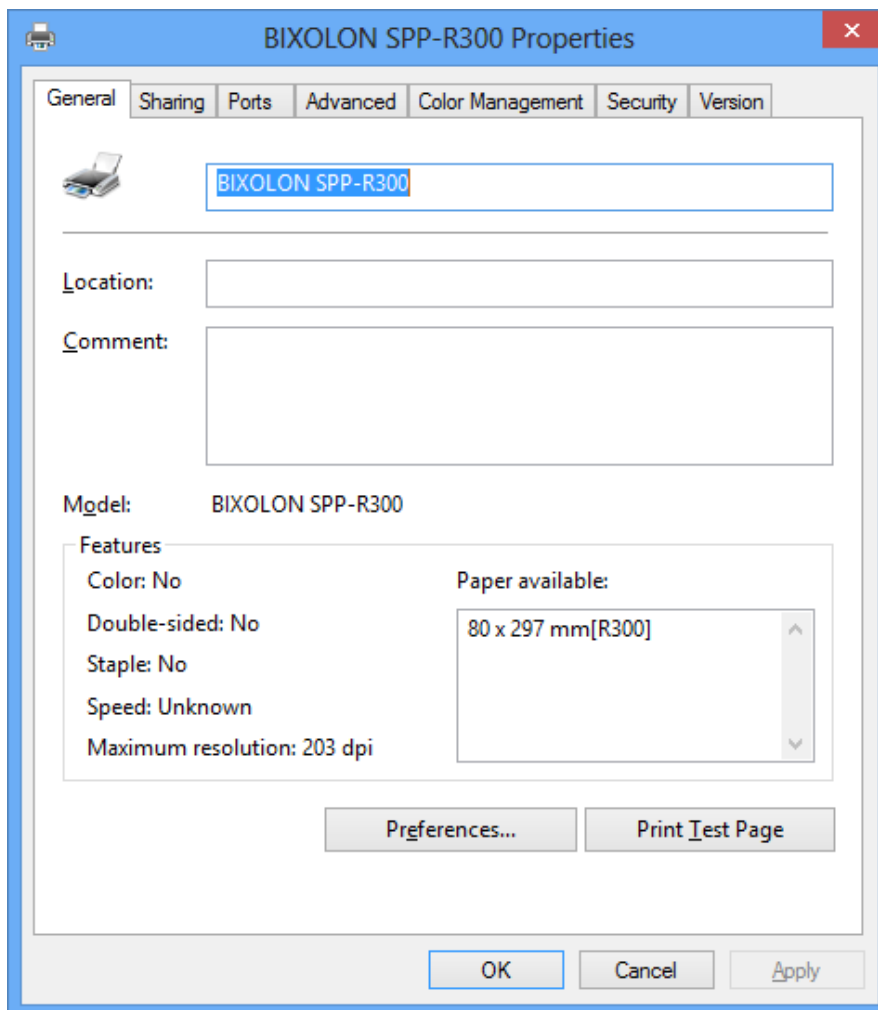 BIXOLON SPP-R300 Properties
General Sharing Ports Advanced Color Management Security Version
BIXOLON SPP-R300
Location:
Comment:
Model: BIXOLON SPP-R300
Features
Color: No
Double-sided: No
Staple: No
Speed: Unknown
Maximum resolution: 203 dpi
Paper available:
80 x 297 mm[R300]
Preferences... Print Test Page
OK Cancel Apply